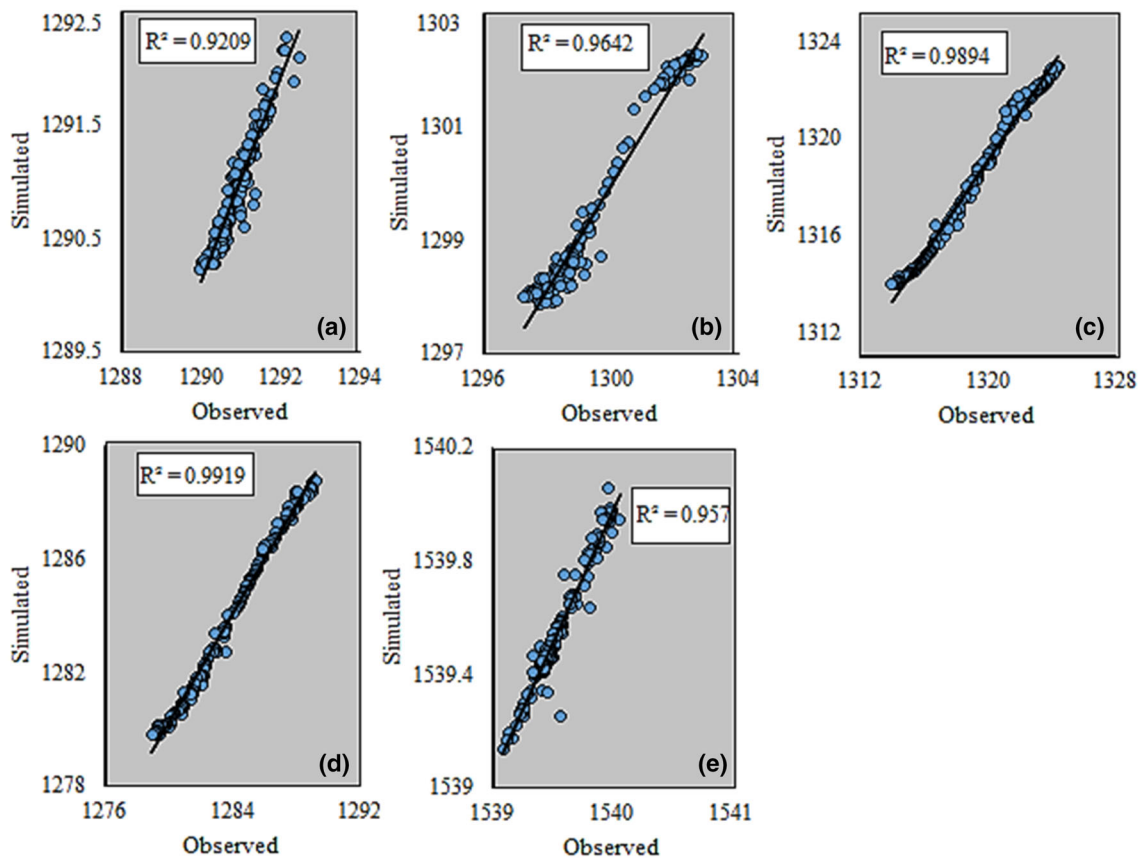 1292.5
1291.5
1290.5
1289.5
Simulated
R² = 0.9209
(a)
1288 1290 1292 1294
Observed
1303
1301
1299
1297
Simulated
R² = 0.9642
(b)
1296 1300 1304
Observed
1324
1320
1316
1312
Simulated
R² = 0.9894
(c)
1312 1320 1328
Observed
1290
1286
1282
1278
Simulated
R² = 0.9919
(d)
1276 1284 1292
Observed
1540.2
1539.8
1539.4
1539
Simulated
R² = 0.957
(e)
1539 1540 1541
Observed